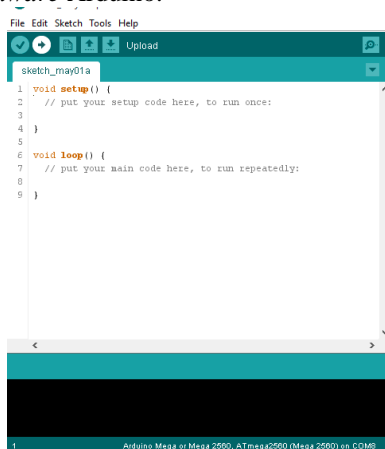 File Edit Sketch Tools Help
Upload
sketch_may01a
1 void setup() {
2 // put your setup code here, to run once:
3
4 }
5
6 void loop() {
7 // put your main code here, to run repeatedly:
8
9 }
1 Arduino Mega or Mega 2560, ATmega2560 (Mega 2560) on COM8